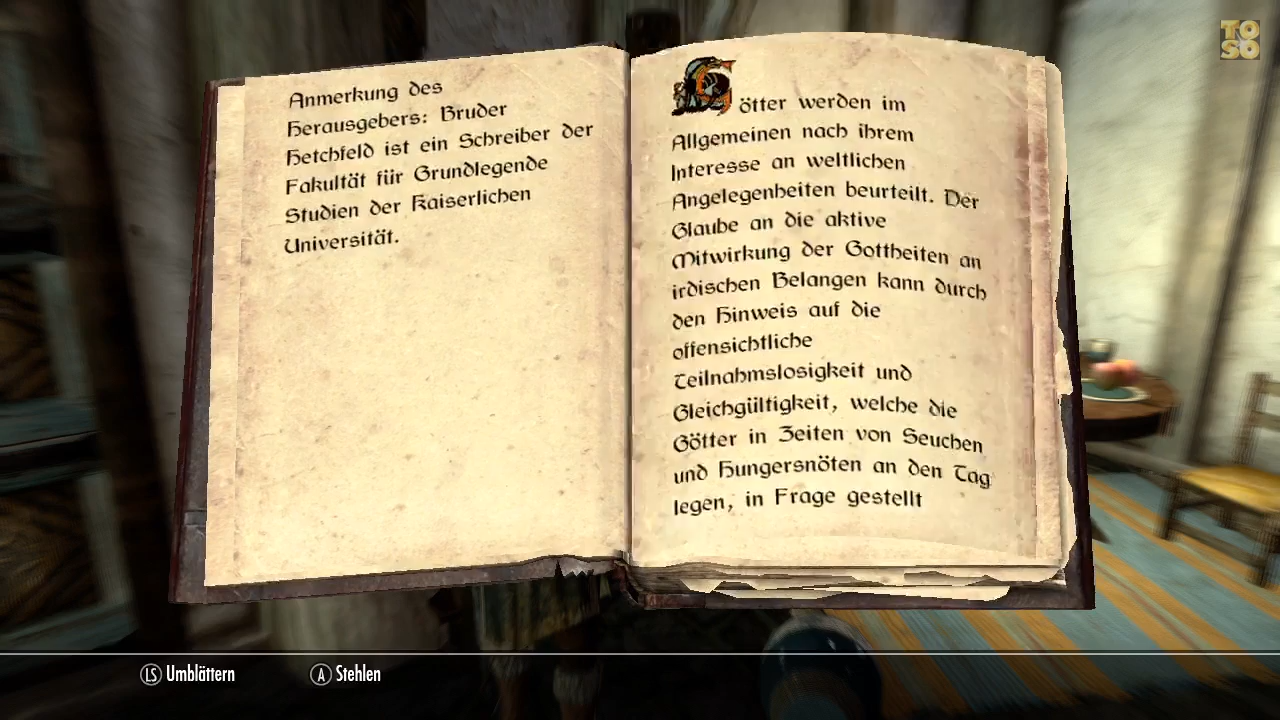 Anmerkung des
Herausgebers: Bruder
Hetchfeld ist ein Schreiber der
Fakultät für Grundlegende
Studien der Kaiserlichen
Universität.
Götter werden im
Allgemeinen nach ihrem
Interesse an weltlichen
Angelegenheiten beurteilt. Der
Glaube an die aktive
Mitwirkung der Gottheiten an
irdischen Belangen kann durch
den Hinweis auf die
offensichtliche
Teilnahmslosigkeit und
Gleichgültigkeit, welche die
Götter in Zeiten von Seuchen
und Hungersnöten an den Tag
legen, in Frage gestellt
TO
SO
LS Umblättern
A Stehlen